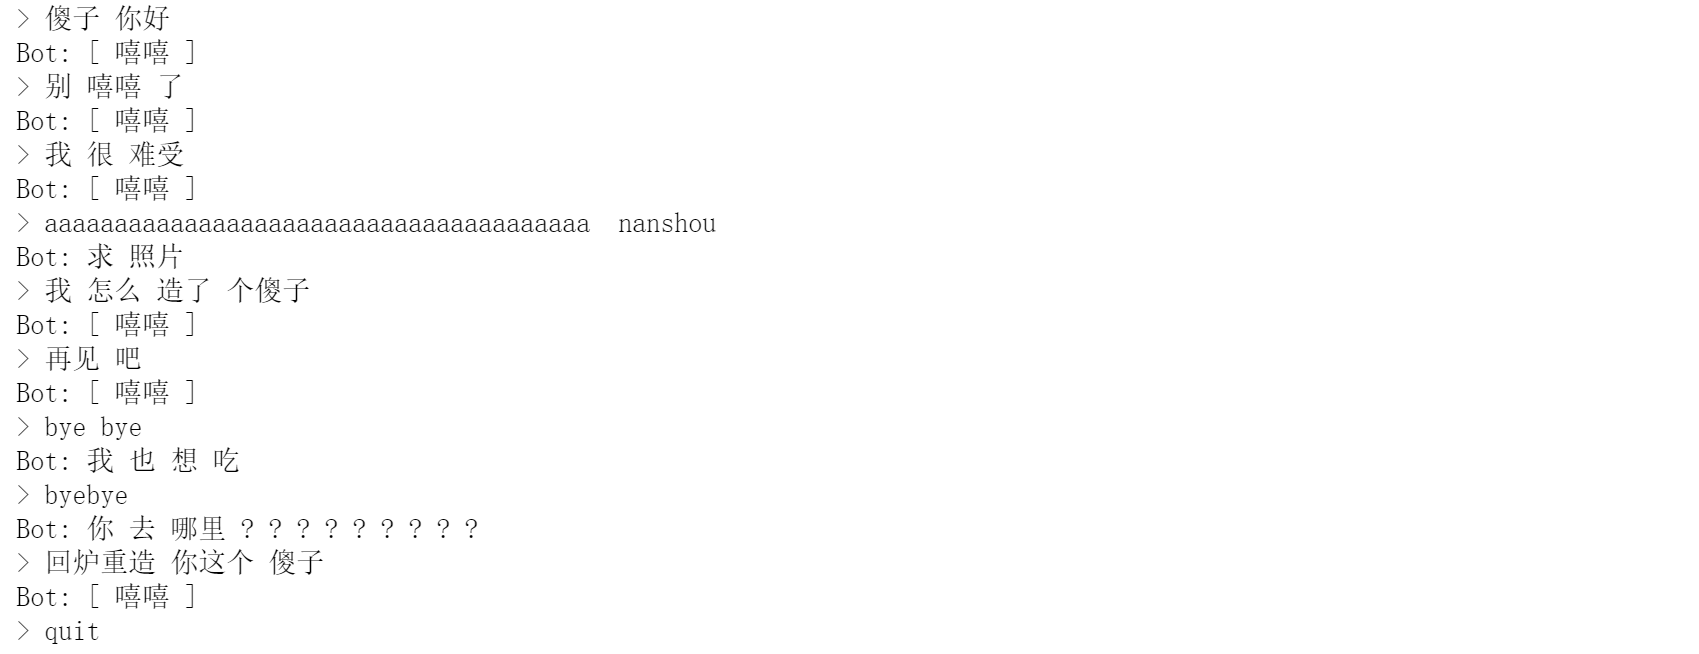 > 傻子 你好
Bot: [ 嘻嘻 ]
> 别 嘻嘻 了
Bot: [ 嘻嘻 ]
> 我 很 难受
Bot: [ 嘻嘻 ]
> aaaaaaaaaaaaaaaaaaaaaaaaaaaaaaaaaaaaaaa  nanshou
Bot: 求 照片
> 我 怎么 造了 个傻子
Bot: [ 嘻嘻 ]
> 再见 吧
Bot: [ 嘻嘻 ]
> bye bye
Bot: 我 也 想 吃
> byebye
Bot: 你 去 哪里 ? ? ? ? ? ? ? ? ?
> 回炉重造 你这个 傻子
Bot: [ 嘻嘻 ]
> quit